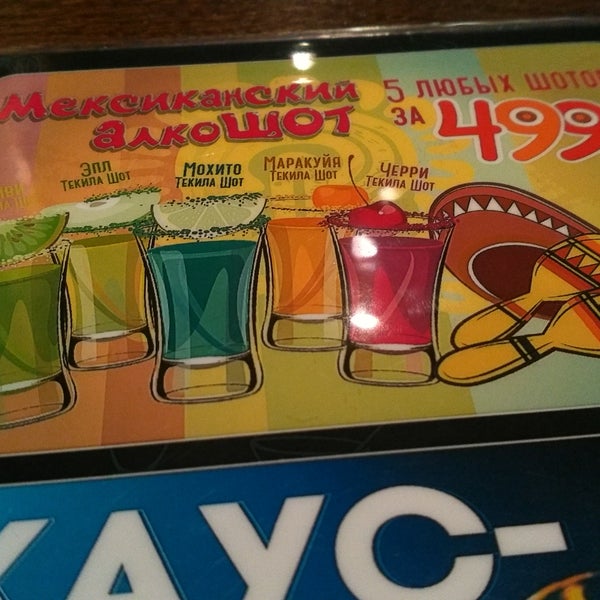 Мексиканский
алкоШОТ
5 ЛЮБЫХ ШОТОВ
ЗА 499
ЭПЛ
ТЕКИЛА ШОТ
МОХИТО
ТЕКИЛА ШОТ
МАРАКУЙЯ
ТЕКИЛА ШОТ
ЧЕРРИ
ТЕКИЛА ШОТ
ХАУС-